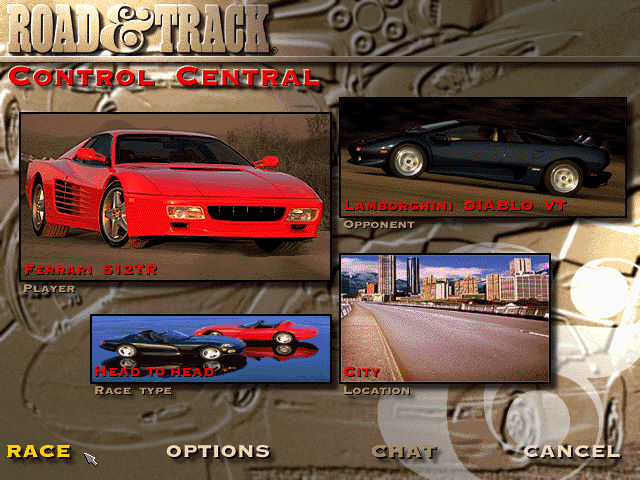 ROAD & TRACK
CONTROL CENTRAL
LAMBORGHINI DIABLO VT
OPPONENT
FERRARI 512TR
PLAYER
HEAD TO HEAD
RACE TYPE
CITY
LOCATION
RACE
OPTIONS
CHAT
CANCEL